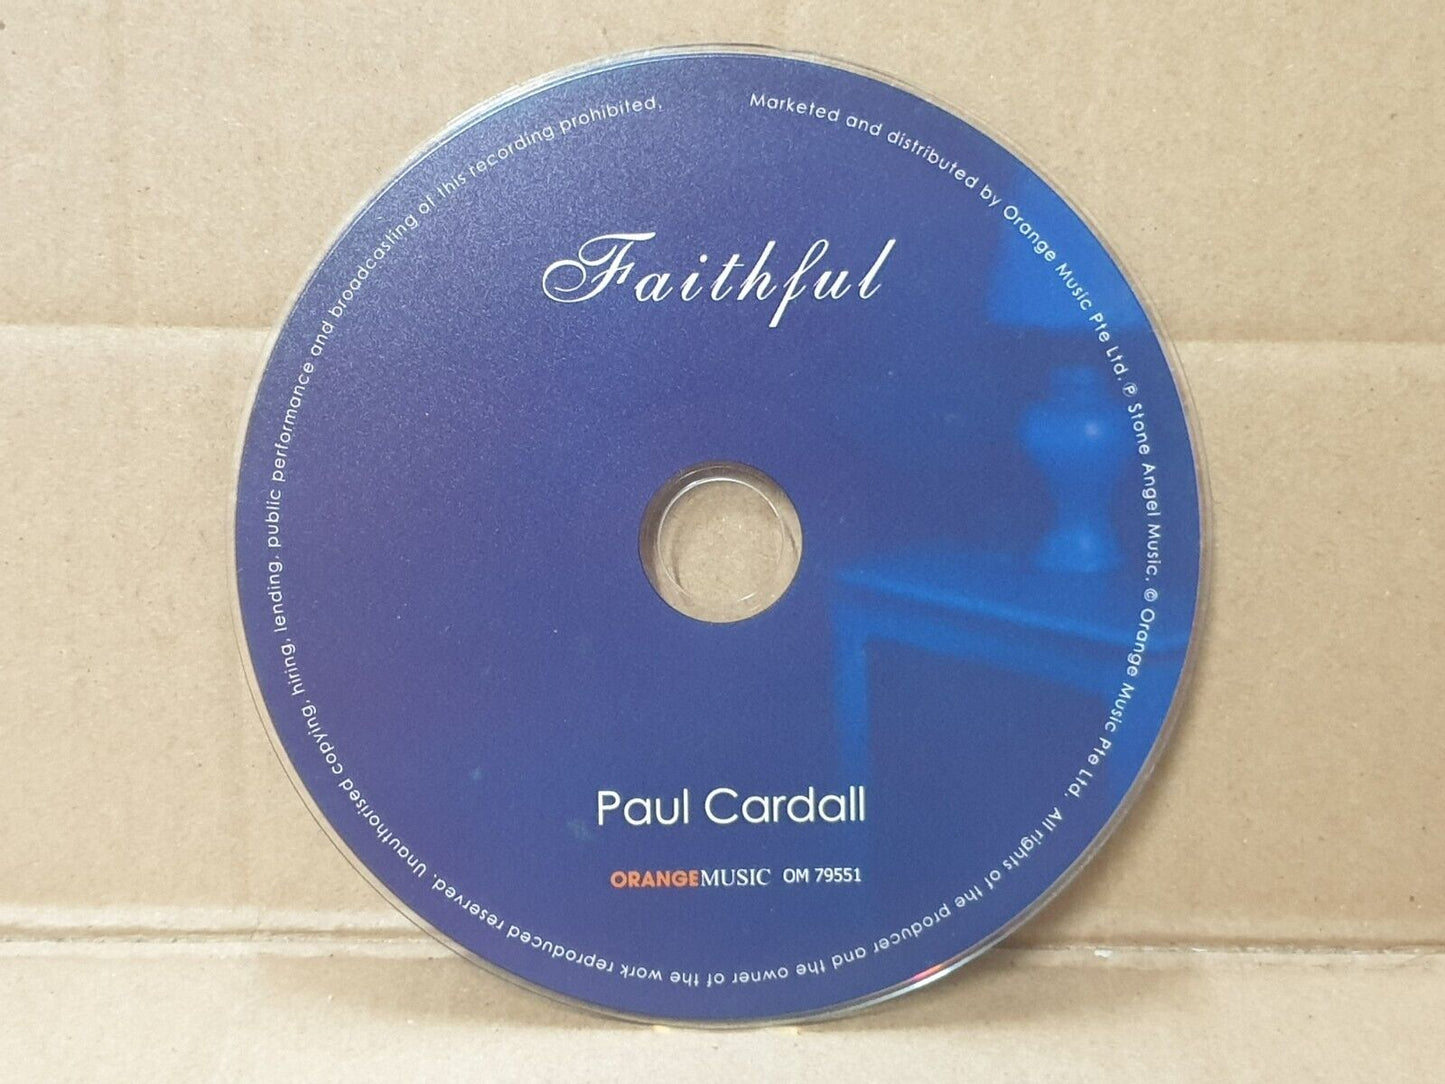 Faithful
Paul Cardall
ORANGEMUSIC OM 79551
Marketed and distributed by Orange Music Pte Ltd. ℗ Stone Angel Music. © Orange Music Pte Ltd. All rights of the producer and the owner of the work reproduced reserved. Unauthorised copying, hiring, lending, public performance and broadcasting of this recording prohibited.